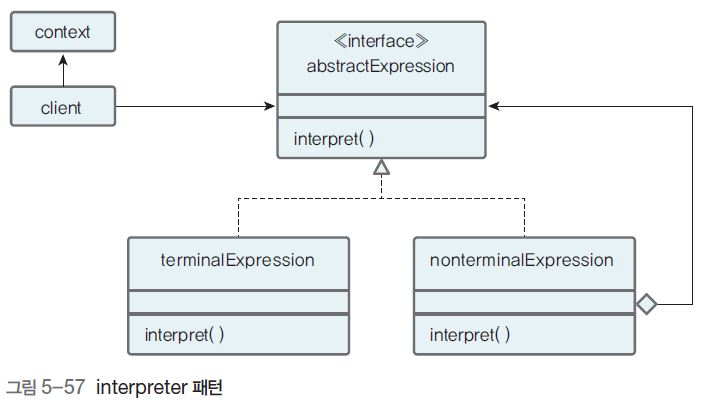 context
client
≪interface≫
abstractExpression
interpret( )
terminalExpression
interpret( )
nonterminalExpression
interpret( )
그림 5-57 interpreter 패턴